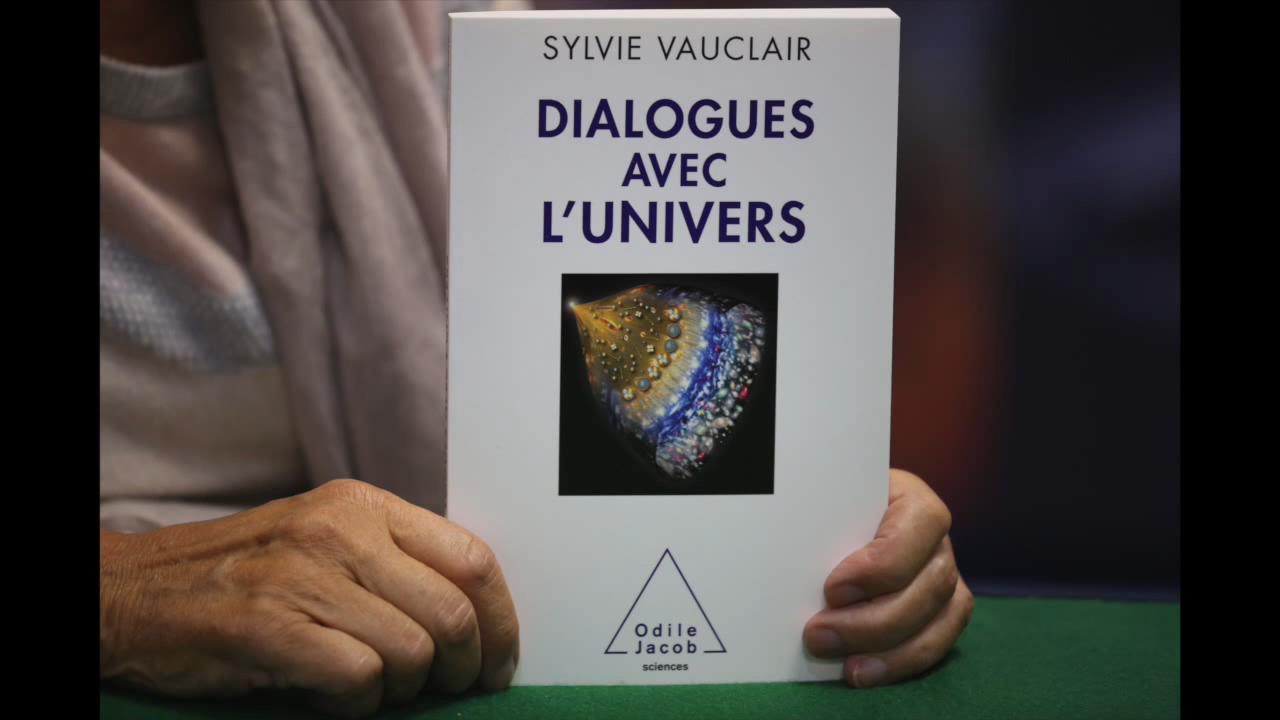 SYLVIE VAUCLAIR
DIALOGUES
AVEC
L'UNIVERS
Odile
Jacob
sciences